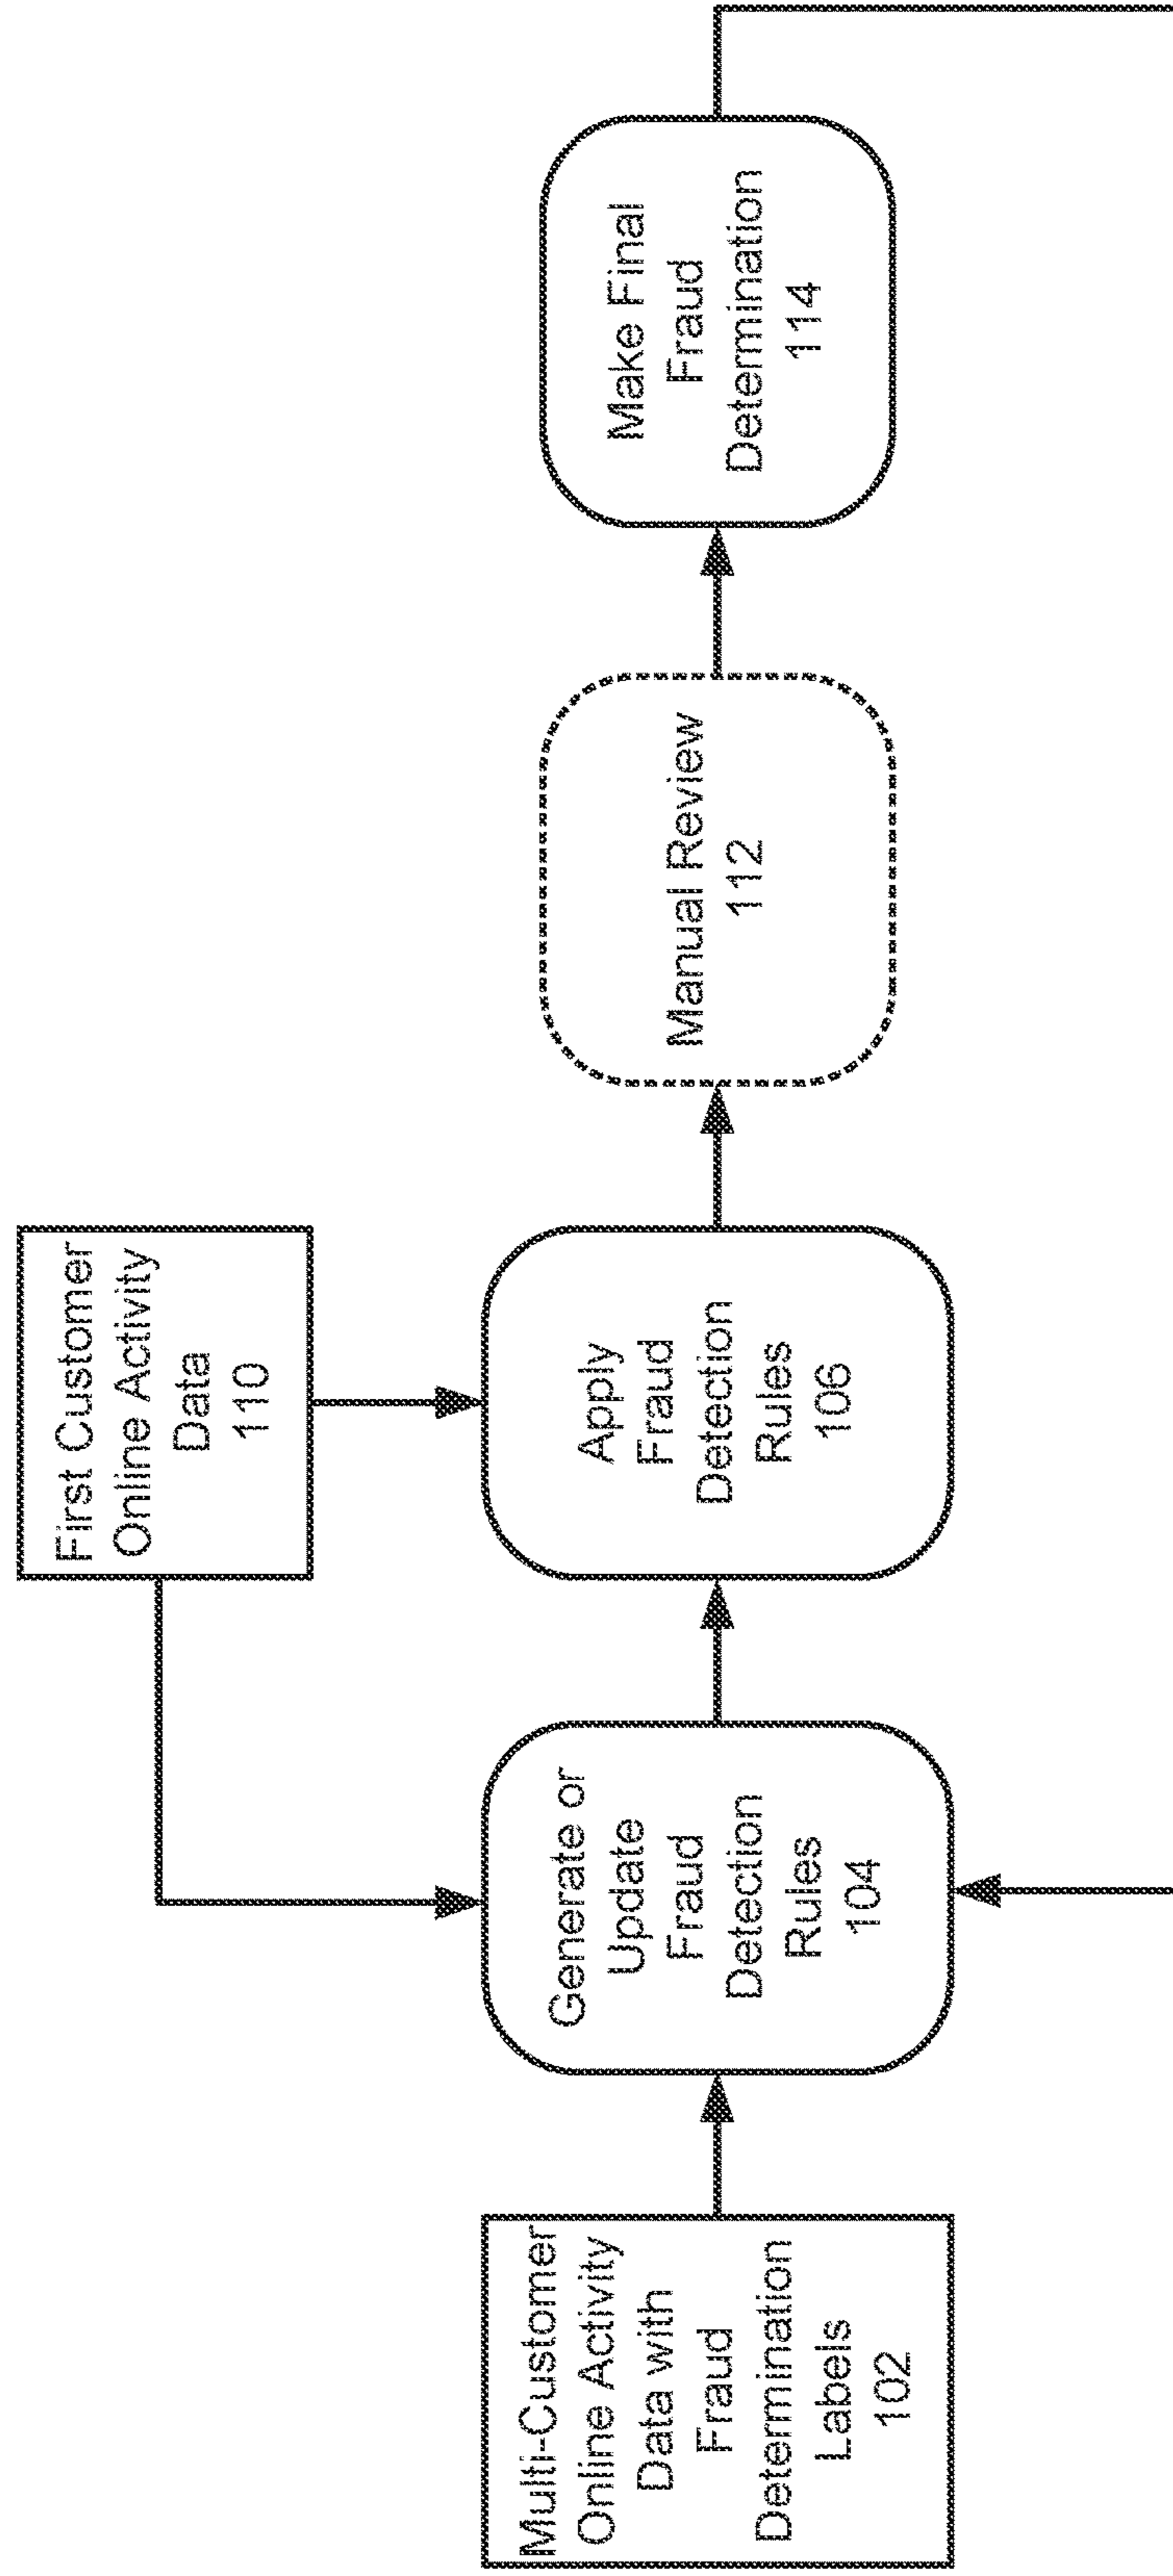 First Customer
Online Activity
Data
110
Multi-Customer
Online Activity
Data with
Fraud
Determination
Labels
102
Generate or
Update
Fraud
Detection
Rules
104
Apply
Fraud
Detection
Rules
106
Manual Review
112
Make Final
Fraud
Determination
114